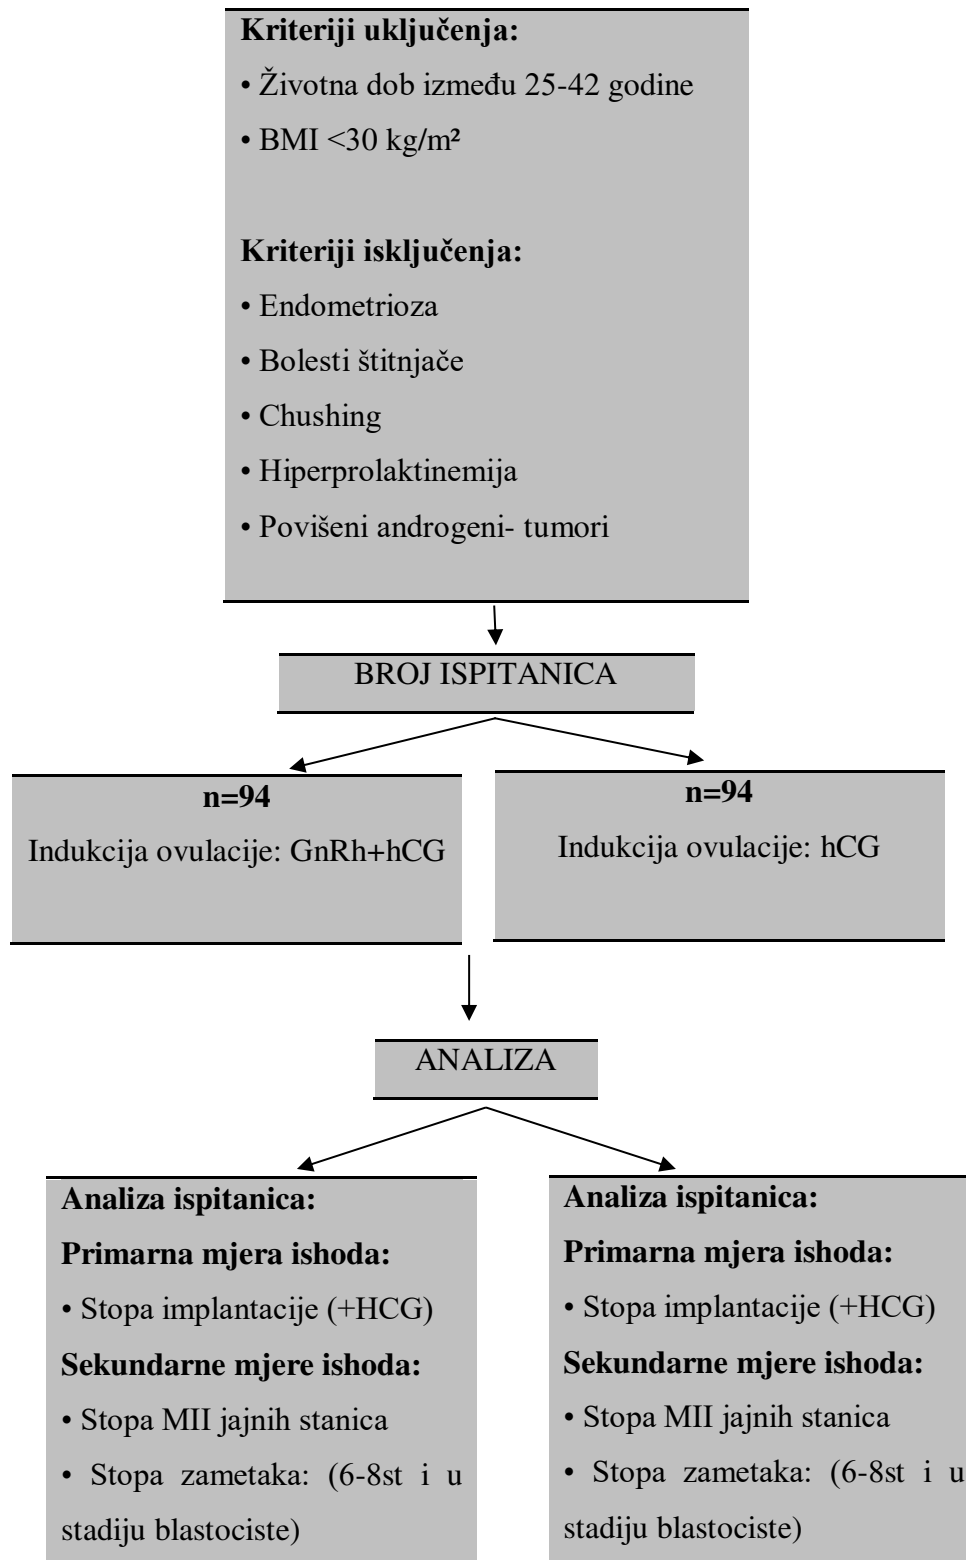 Kriteriji uključenja:
• Životna dob između 25-42 godine
• BMI <30 kg/m²
Kriteriji isključenja:
• Endometrioza
• Bolesti štitnjače
• Chushing
• Hiperprolaktinemija
• Povišeni androgeni- tumori
BROJ ISPITANICA
n=94
Indukcija ovulacije: GnRh+hCG
n=94
Indukcija ovulacije: hCG
ANALIZA
Analiza ispitanica:
Primarna mjera ishoda:
• Stopa implantacije (+HCG)
Sekundarne mjere ishoda:
• Stopa MII jajnih stanica
• Stopa zametaka: (6-8st i u
stadiju blastociste)
Analiza ispitanica:
Primarna mjera ishoda:
• Stopa implantacije (+HCG)
Sekundarne mjere ishoda:
• Stopa MII jajnih stanica
• Stopa zametaka: (6-8st i u
stadiju blastociste)